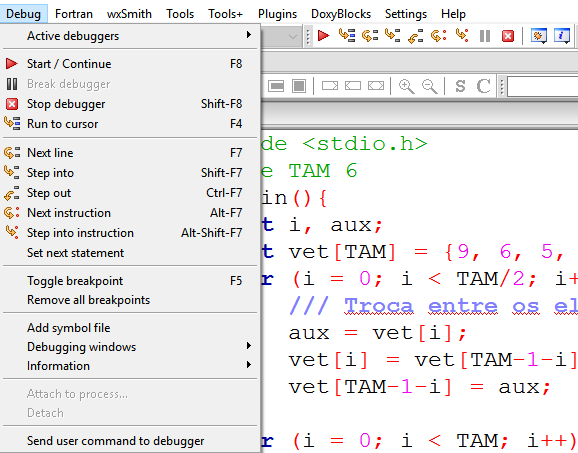 Debug Fortran wxSmith Tools Tools+ Plugins DoxyBlocks Settings Help
Active debuggers
Start / Continue F8
Break debugger
Stop debugger Shift-F8
Run to cursor F4
Next line F7
Step into Shift-F7
Step out Ctrl-F7
Next instruction Alt-F7
Step into instruction Alt-Shift-F7
Set next statement
Toggle breakpoint F5
Remove all breakpoints
Add symbol file
Debugging windows
Information
Attach to process...
Detach
Send user command to debugger
S C
de <stdio.h>
e TAM 6
in(){
t i, aux;
t vet[TAM] = {9, 6, 5,
r (i = 0; i < TAM/2; i+
/// Troca entre os el
aux = vet[i];
vet[i] = vet[TAM-1-i]
vet[TAM-1-i] = aux;
r (i = 0; i < TAM; i++)